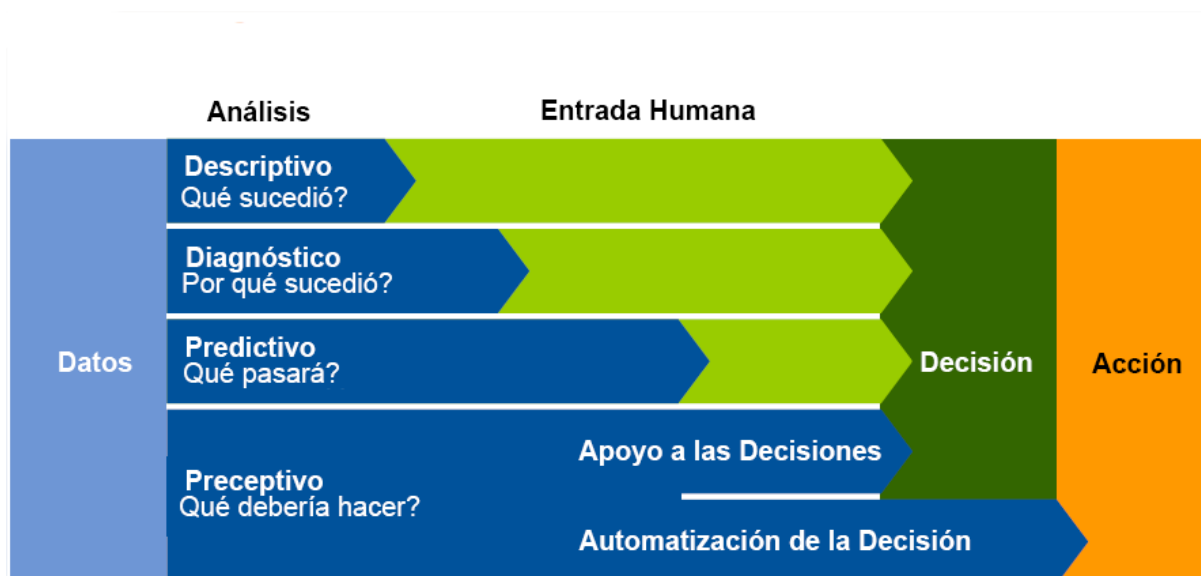 Análisis
Entrada Humana
Descriptivo
Qué sucedió?
Diagnóstico
Por qué sucedió?
Predictivo
Qué pasará?
Datos
Decisión
Acción
Apoyo a las Decisiones
Preceptivo
Qué debería hacer?
Automatización de la Decisión